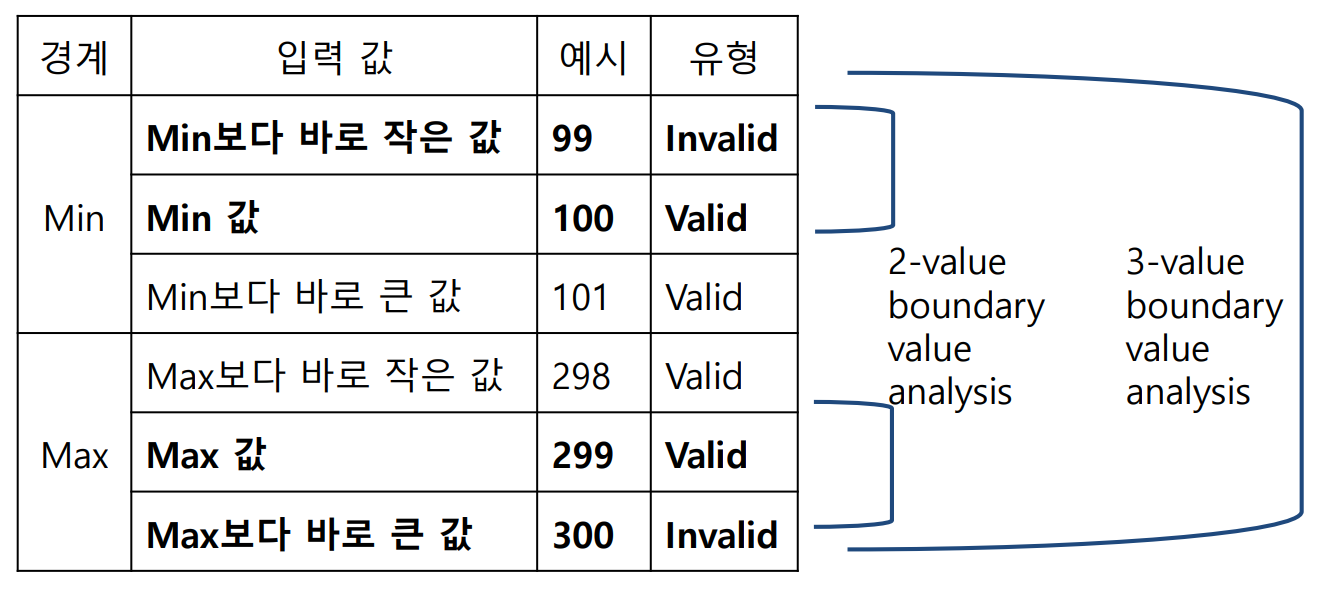 경계 입력 값 예시 유형
Min보다 바로 작은 값 99 Invalid
Min Min 값 100 Valid
Min보다 바로 큰 값 101 Valid
Max보다 바로 작은 값 298 Valid
Max Max 값 299 Valid
Max보다 바로 큰 값 300 Invalid
2-value
boundary
value
analysis
3-value
boundary
value
analysis